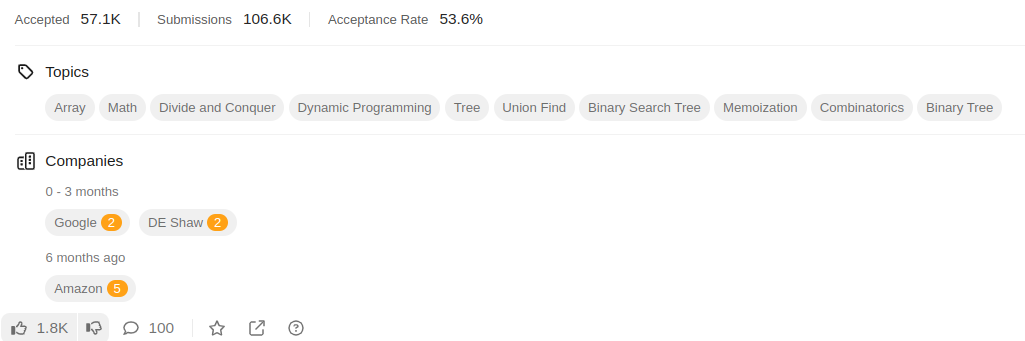 Accepted 57.1K Submissions 106.6K Acceptance Rate 53.6%
Topics
Array Math Divide and Conquer Dynamic Programming Tree Union Find Binary Search Tree Memoization Combinatorics Binary Tree
Companies
0 - 3 months
Google 2 DE Shaw 2
6 months ago
Amazon 5
1.8K 100